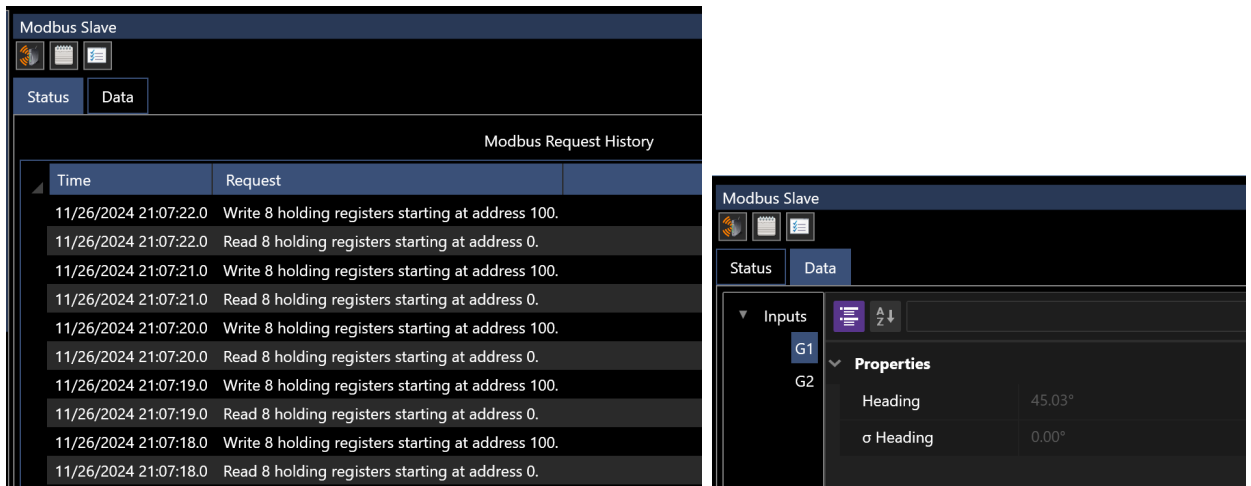 Modbus Slave
Status Data
Modbus Request History
Time Request
11/26/2024 21:07:22.0 Write 8 holding registers starting at address 100.
11/26/2024 21:07:22.0 Read 8 holding registers starting at address 0.
11/26/2024 21:07:21.0 Write 8 holding registers starting at address 100.
11/26/2024 21:07:21.0 Read 8 holding registers starting at address 0.
11/26/2024 21:07:20.0 Write 8 holding registers starting at address 100.
11/26/2024 21:07:20.0 Read 8 holding registers starting at address 0.
11/26/2024 21:07:19.0 Write 8 holding registers starting at address 100.
11/26/2024 21:07:19.0 Read 8 holding registers starting at address 0.
11/26/2024 21:07:18.0 Write 8 holding registers starting at address 100.
11/26/2024 21:07:18.0 Read 8 holding registers starting at address 0.
Modbus Slave
Status Data
Inputs
G1
G2
A
Z
Properties
Heading 45.03°
σ Heading 0.00°